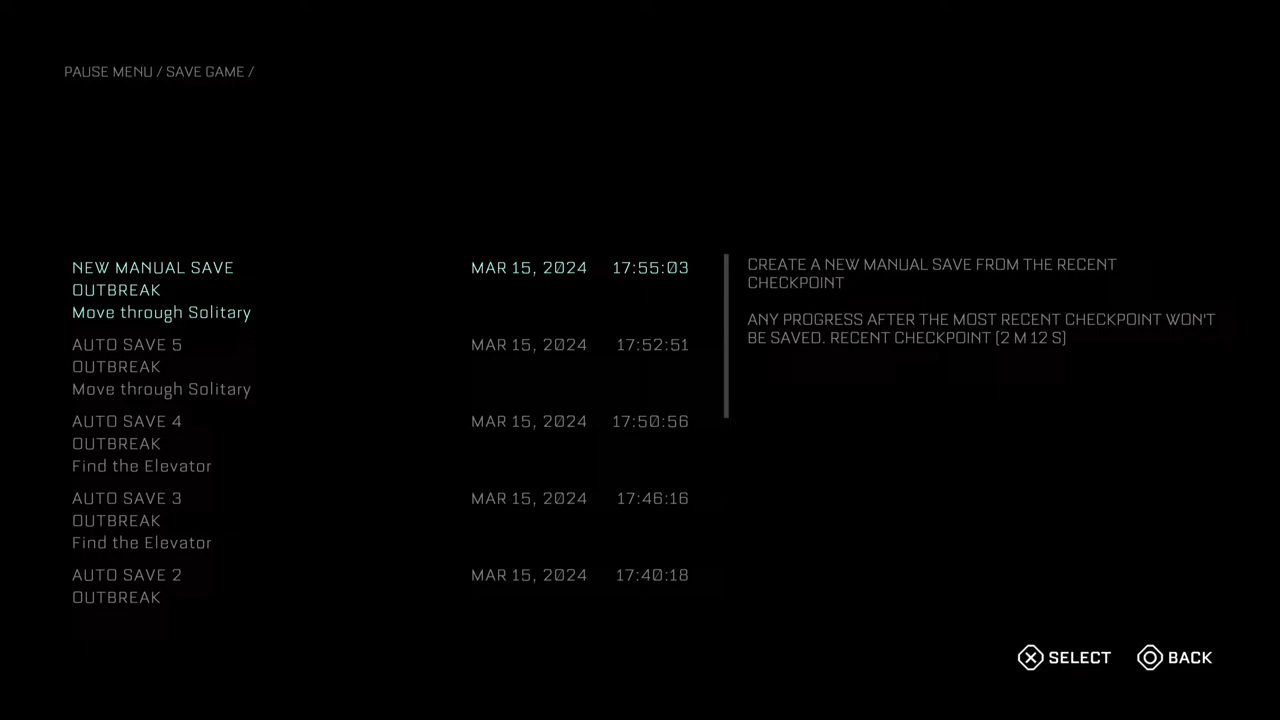 PAUSE MENU / SAVE GAME /
NEW MANUAL SAVE MAR 15, 2024 17:55:03
OUTBREAK
Move through Solitary
AUTO SAVE 5 MAR 15, 2024 17:52:51
OUTBREAK
Move through Solitary
AUTO SAVE 4 MAR 15, 2024 17:50:56
OUTBREAK
Find the Elevator
AUTO SAVE 3 MAR 15, 2024 17:46:16
OUTBREAK
Find the Elevator
AUTO SAVE 2 MAR 15, 2024 17:40:18
OUTBREAK
CREATE A NEW MANUAL SAVE FROM THE RECENT
CHECKPOINT
ANY PROGRESS AFTER THE MOST RECENT CHECKPOINT WON'T
BE SAVED. RECENT CHECKPOINT [2 M 12 S]
SELECT BACK